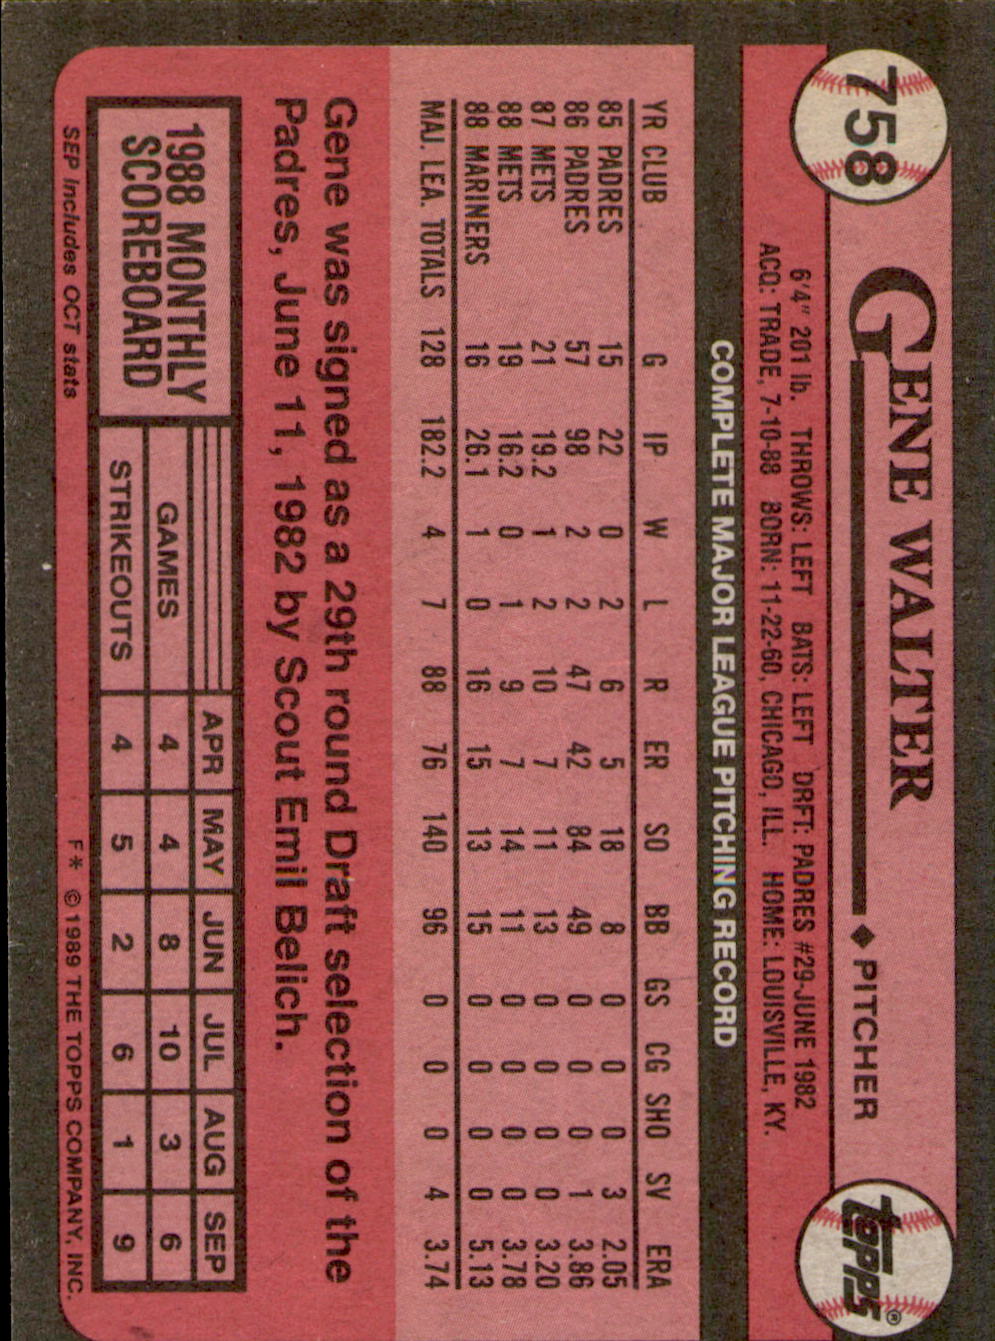 758
GENE WALTER ◆ PITCHER
topps®
6'4" 201 lb. THROWS: LEFT BATS: LEFT DRFT: PADRES #29-JUNE 1982
ACQ: TRADE, 7-10-88 BORN: 11-22-60, CHICAGO, ILL. HOME: LOUISVILLE, KY.
COMPLETE MAJOR LEAGUE PITCHING RECORD
YR CLUB G IP W L R ER SO BB GS CG SHO SV ERA
85 PADRES 15 22 0 2 6 5 18 8 0 0 0 3 2.05
86 PADRES 57 98 2 2 47 42 84 49 0 0 0 1 3.86
87 METS 21 19.2 1 2 10 7 11 13 0 0 0 0 3.20
88 METS 19 16.2 0 1 9 7 14 11 0 0 0 0 3.78
88 MARINERS 16 26.1 1 0 16 15 13 15 0 0 0 0 5.13
MAJ. LEA. TOTALS 128 182.2 4 7 88 76 140 96 0 0 0 4 3.74
Gene was signed as a 29th round Draft selection of the
Padres, June 11, 1982 by Scout Emil Belich.
1988 MONTHLY
SCOREBOARD
APR MAY JUN JUL AUG SEP
GAMES 4 4 8 10 3 6
STRIKEOUTS 4 5 2 6 1 9
SEP includes OCT stats
F* © 1989 THE TOPPS COMPANY, INC.